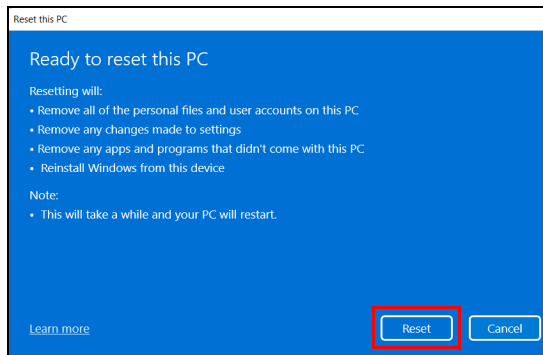 Reset this PC
Ready to reset this PC
Resetting will:
• Remove all of the personal files and user accounts on this PC
• Remove any changes made to settings
• Remove any apps and programs that didn't come with this PC
• Reinstall Windows from this device
Note:
• This will take a while and your PC will restart.
Learn more
Reset
Cancel